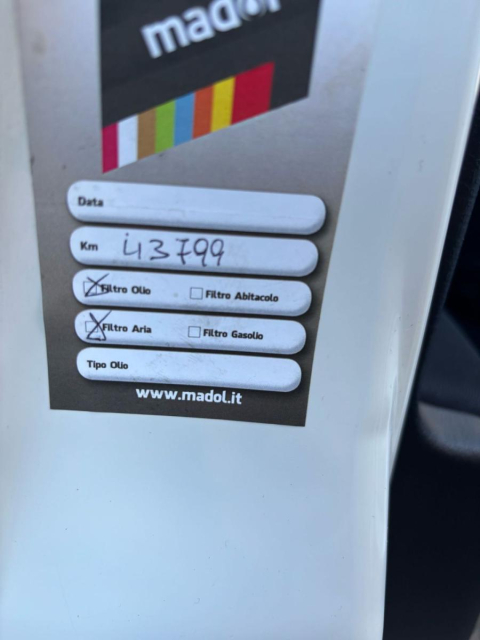 madol
Data
Km 43799
Filtro Olio Filtro Abitacolo
Filtro Aria Filtro Gasolio
Tipo Olio
www.madol.it